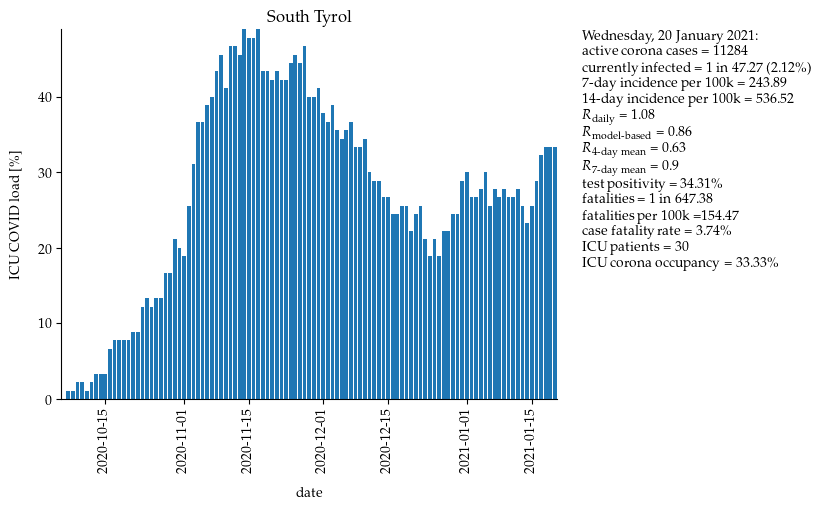 South Tyrol
ICU COVID load [%]
40
30
20
10
0
2020-10-15
2020-11-01
2020-11-15
2020-12-01
2020-12-15
2021-01-01
2021-01-15
date
Wednesday, 20 January 2021:
active corona cases = 11284
currently infected = 1 in 47.27 (2.12%)
7-day incidence per 100k = 243.89
14-day incidence per 100k = 536.52
R daily = 1.08
R model-based = 0.86
R 4-day mean = 0.63
R 7-day mean = 0.9
test positivity = 34.31%
fatalities = 1 in 647.38
fatalities per 100k =154.47
case fatality rate = 3.74%
ICU patients = 30
ICU corona occupancy = 33.33%